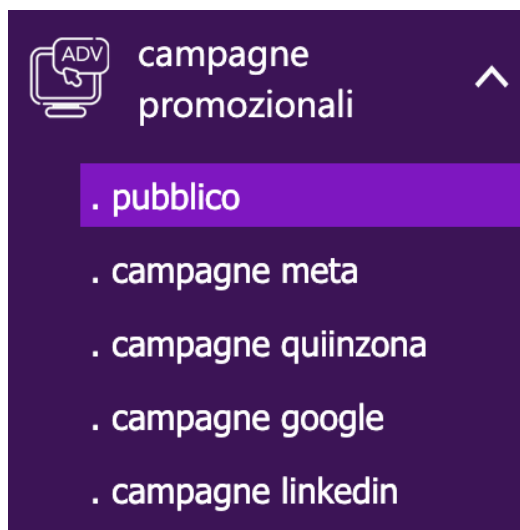 ADV
campagne
promozionali
. pubblico
. campagne meta
. campagne quiinzona
. campagne google
. campagne linkedin